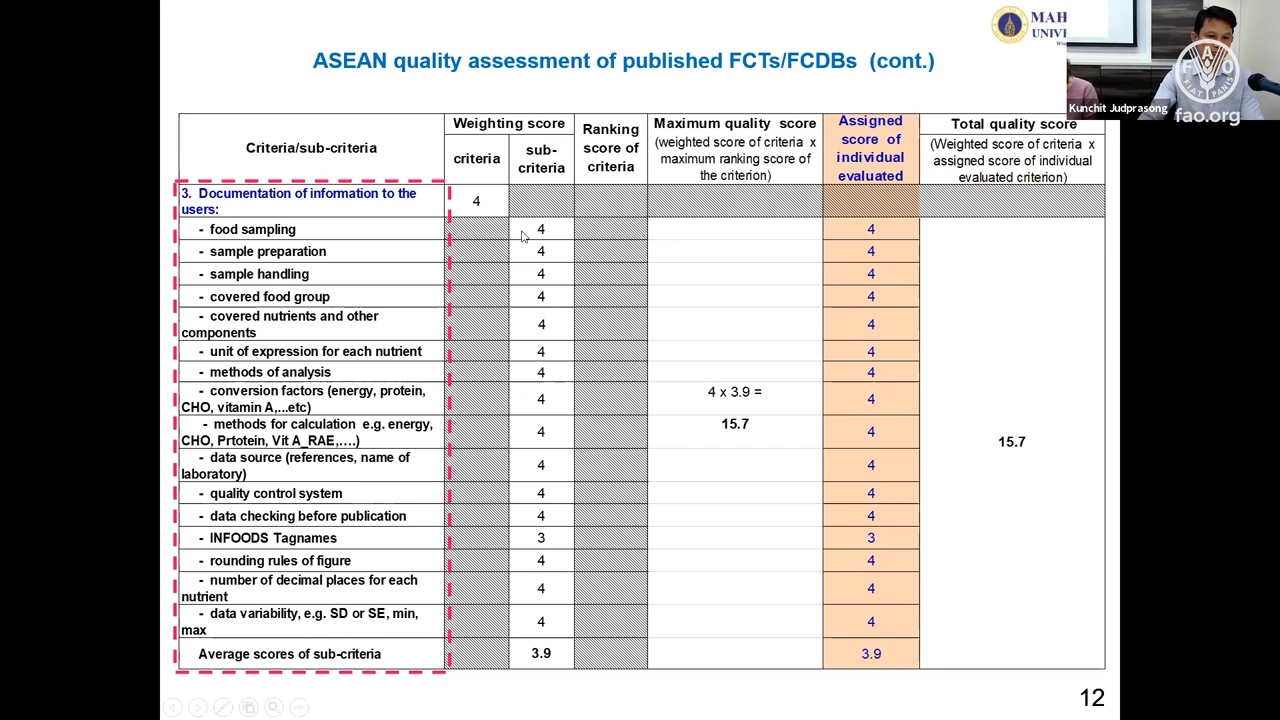 MAH
UNIVI
ASEAN quality assessment of published FCTs/FCDBs (cont.)
FIAT PANIS
Kunchit Judprasong
fao.org
Criteria/sub-criteria
Weighting score
criteria
sub-
criteria
Ranking
score of
criteria
Maximum quality score
(weighted score of criteria x
maximum ranking score of
the criterion)
Assigned
score of
individual
evaluated
Total quality score
(Weighted score of criteria x
assigned score of individual
evaluated criterion)
3. Documentation of information to the
users:
4
- food sampling 4 4
- sample preparation 4 4
- sample handling 4 4
- covered food group 4 4
- covered nutrients and other
components 4 4
- unit of expression for each nutrient 4 4
- methods of analysis 4 4
- conversion factors (energy, protein,
CHO, vitamin A,...etc) 4 4 x 3.9 = 4
- methods for calculation e.g. energy,
CHO, Prtotein, Vit A_RAE,....) 4 15.7 4 15.7
- data source (references, name of
laboratory) 4 4
- quality control system 4 4
- data checking before publication 4 4
- INFOODS Tagnames 3 3
- rounding rules of figure 4 4
- number of decimal places for each
nutrient 4 4
- data variability, e.g. SD or SE, min,
max 4 4
Average scores of sub-criteria 3.9 3.9
12